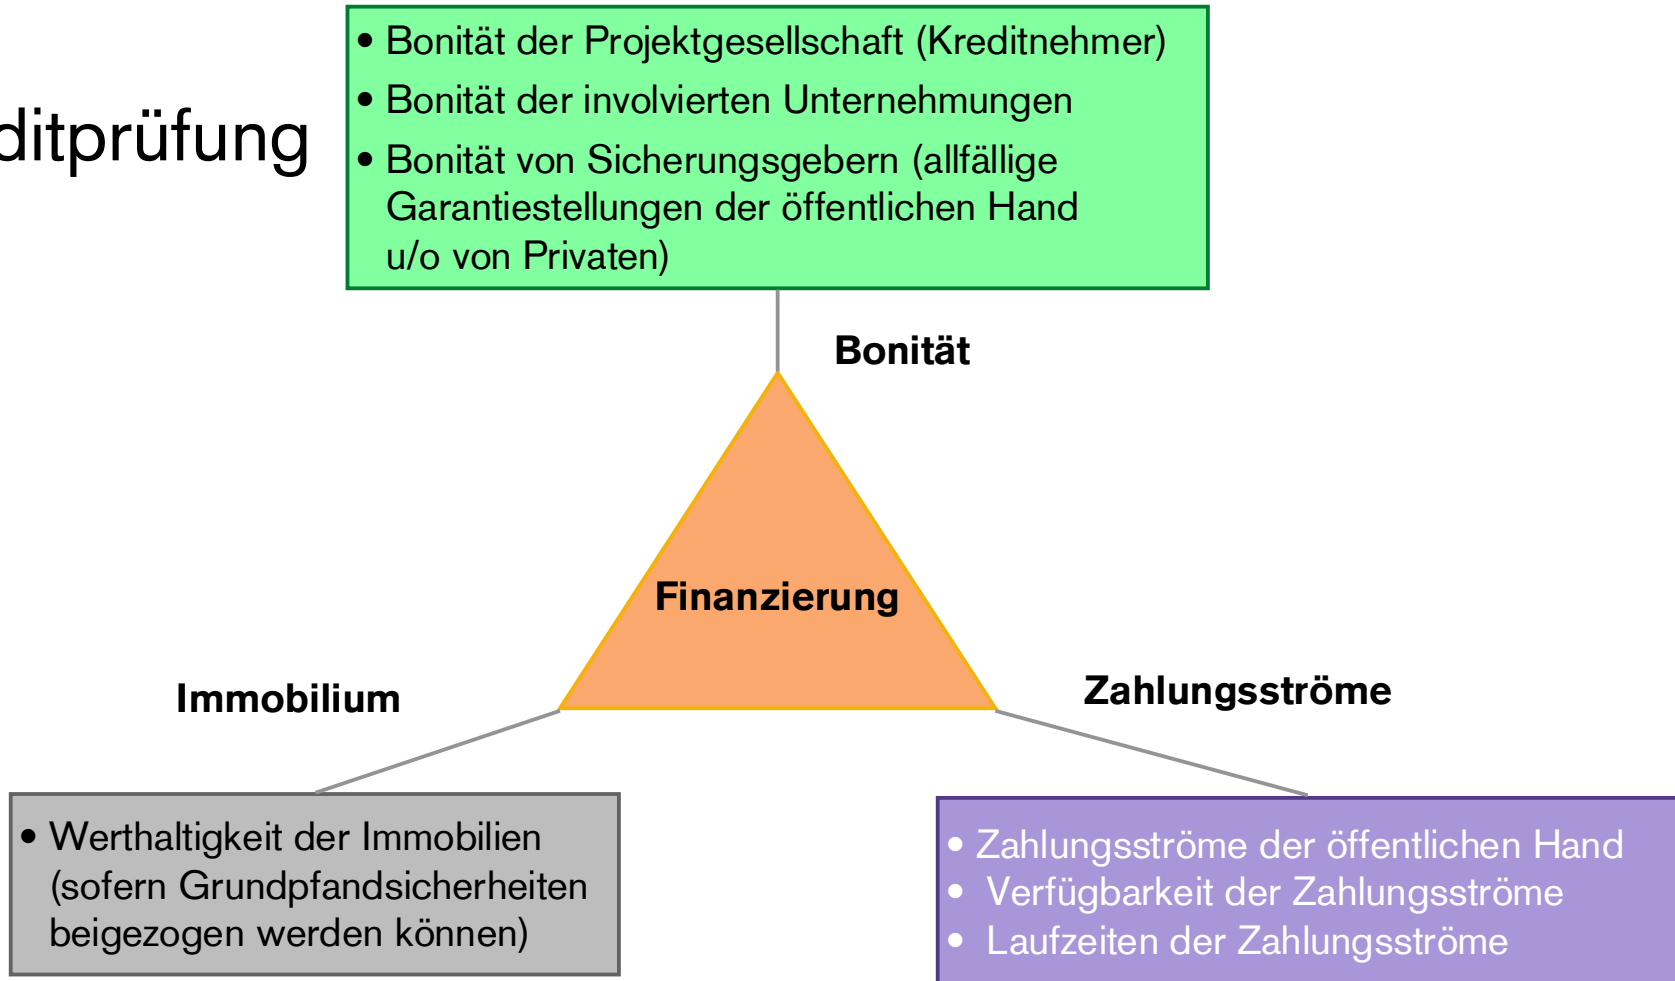 ditprüfung
• Bonität der Projektgesellschaft (Kreditnehmer)
• Bonität der involvierten Unternehmungen
• Bonität von Sicherungsgebern (allfällige
Garantiestellungen der öffentlichen Hand
u/o von Privaten)
Bonität
Finanzierung
Immobilium
Zahlungsströme
• Werthaltigkeit der Immobilien
(sofern Grundpfandsicherheiten
beigezogen werden können)
• Zahlungsströme der öffentlichen Hand
• Verfügbarkeit der Zahlungsströme
• Laufzeiten der Zahlungsströme